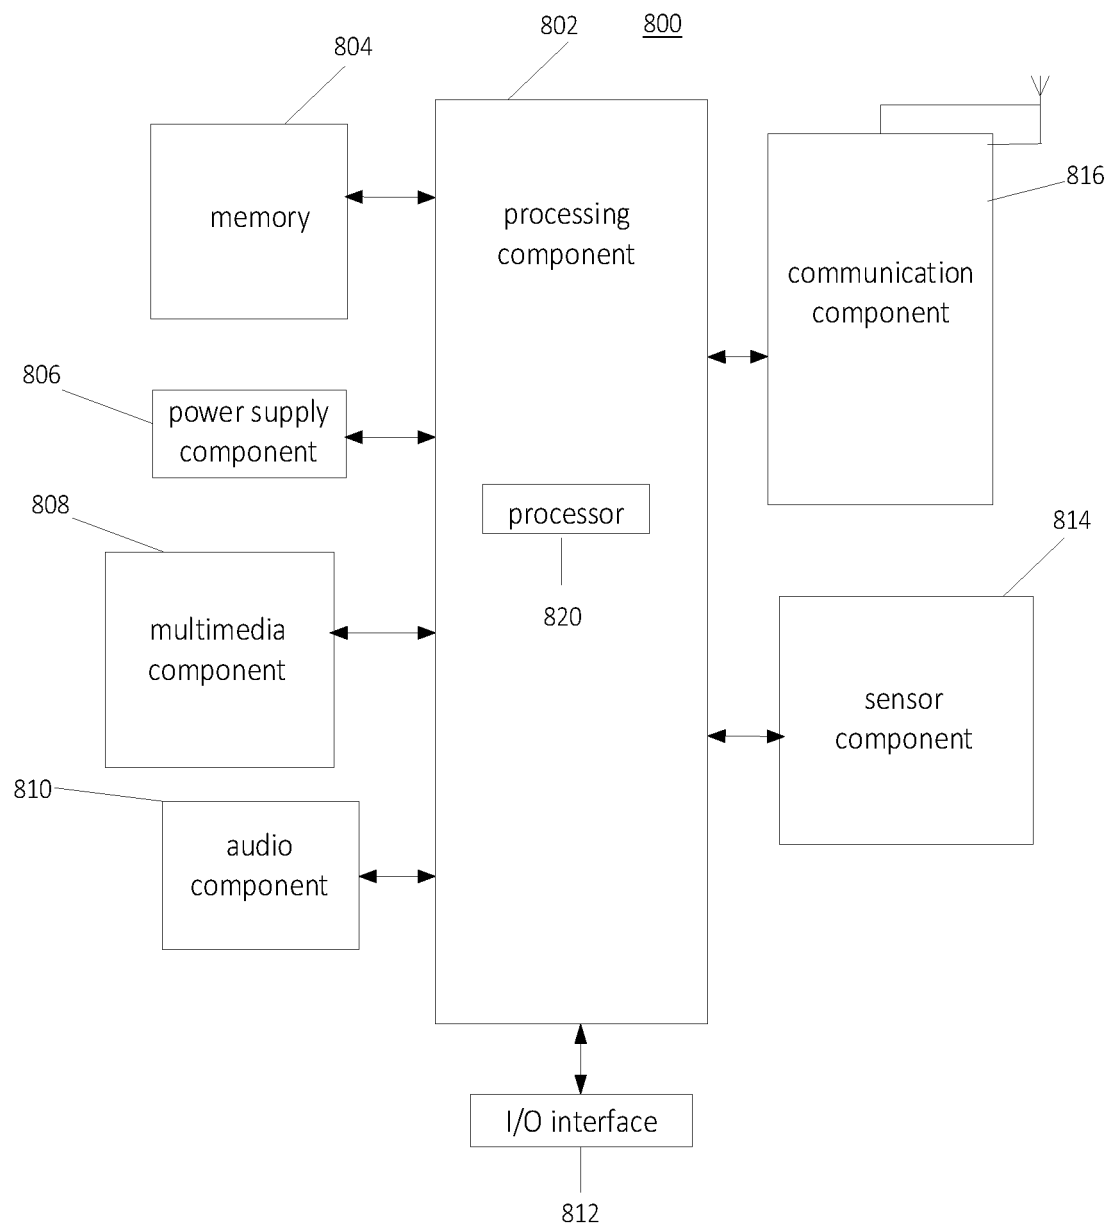 800
802
804
memory
processing
component
816
communication
component
806
power supply
component
808
processor
814
820
multimedia
component
sensor
component
810
audio
component
I/O interface
812